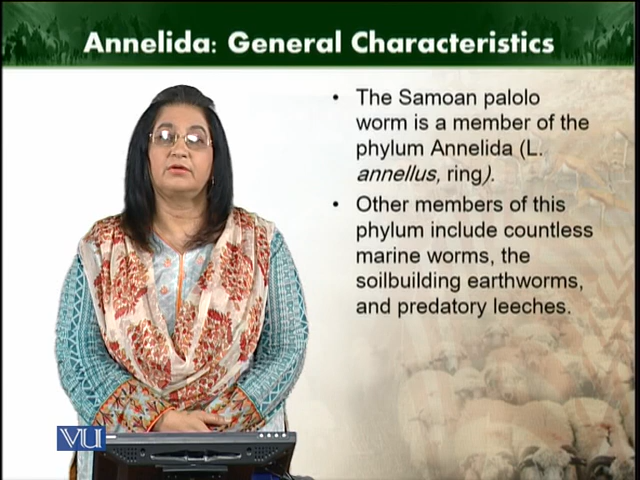 Annelida: General Characteristics
• The Samoan palolo
worm is a member of the
phylum Annelida (L.
annellus, ring).
• Other members of this
phylum include countless
marine worms, the
soilbuilding earthworms,
and predatory leeches.
VU